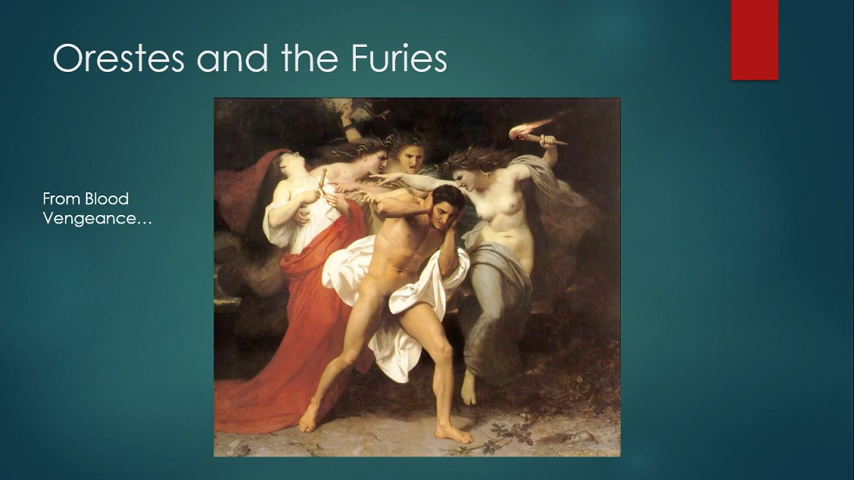 Orestes and the Furies
From Blood
Vengeance…